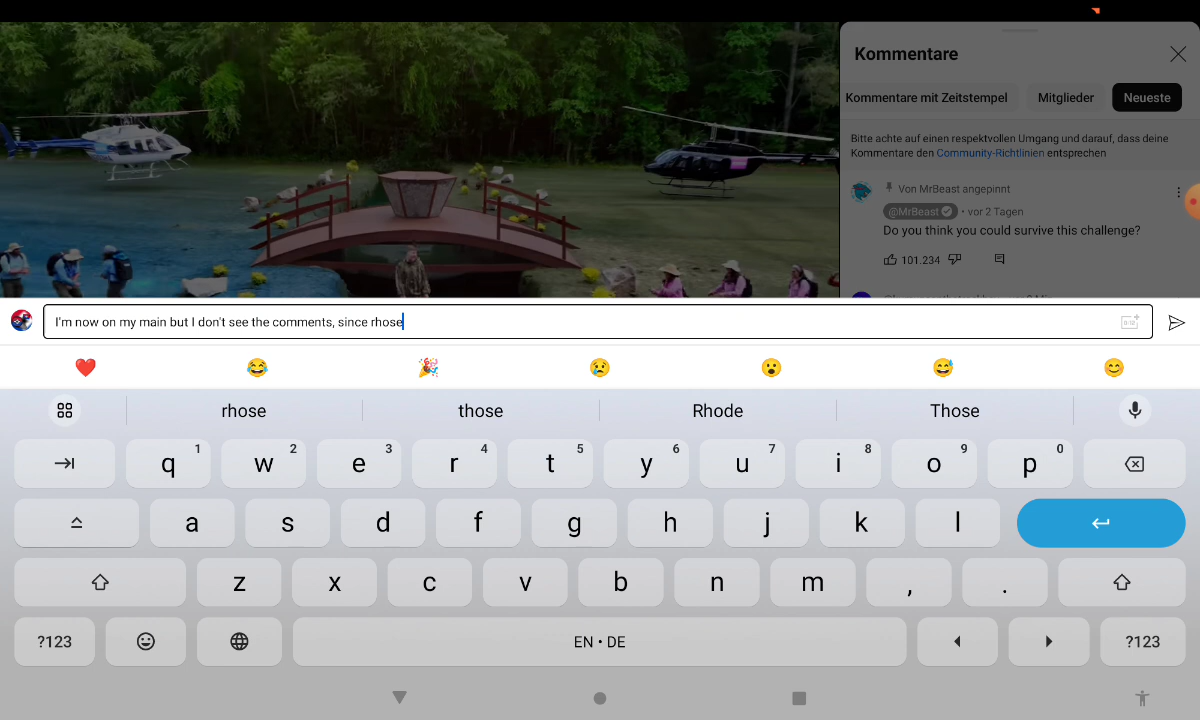 Kommentare
Kommentare mit Zeitstempel
Mitglieder
Neueste
Bitte achte auf einen respektvollen Umgang und darauf, dass deine
Kommentare den Community-Richtlinien entsprechen
Von MrBeast angepinnt
@MrBeast • vor 2 Tagen
Do you think you could survive this challenge?
101.234
I'm now on my main but I don't see the comments, since rhose
rhose
those
Rhode
Those
q 1 w 2 e 3 r 4 t 5 y 6 u 7 i 8 o 9 p 0
a s d f g h j k l
z x c v b n m , .
?123
EN • DE
?123